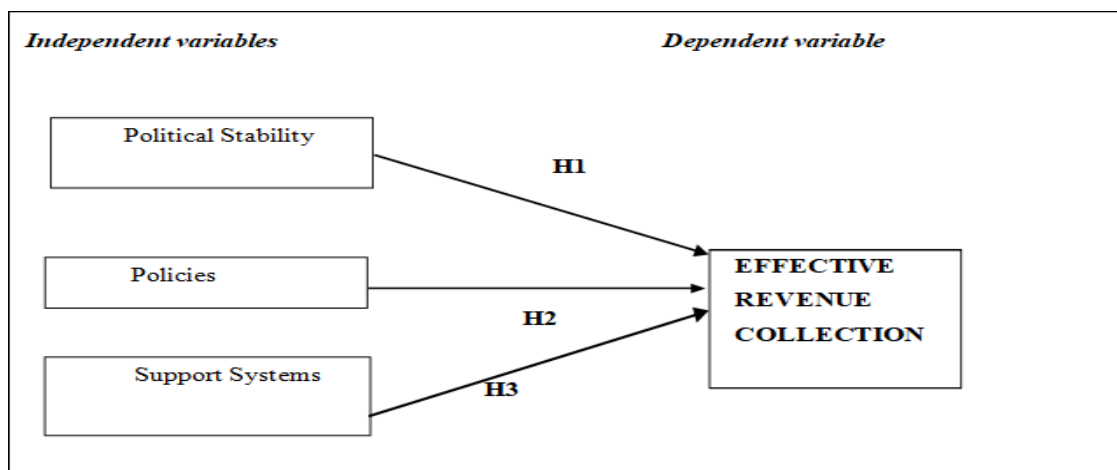 Independent variables
Dependent variable
Political Stability
H1
Policies
H2
Support Systems
H3
EFFECTIVE
REVENUE
COLLECTION